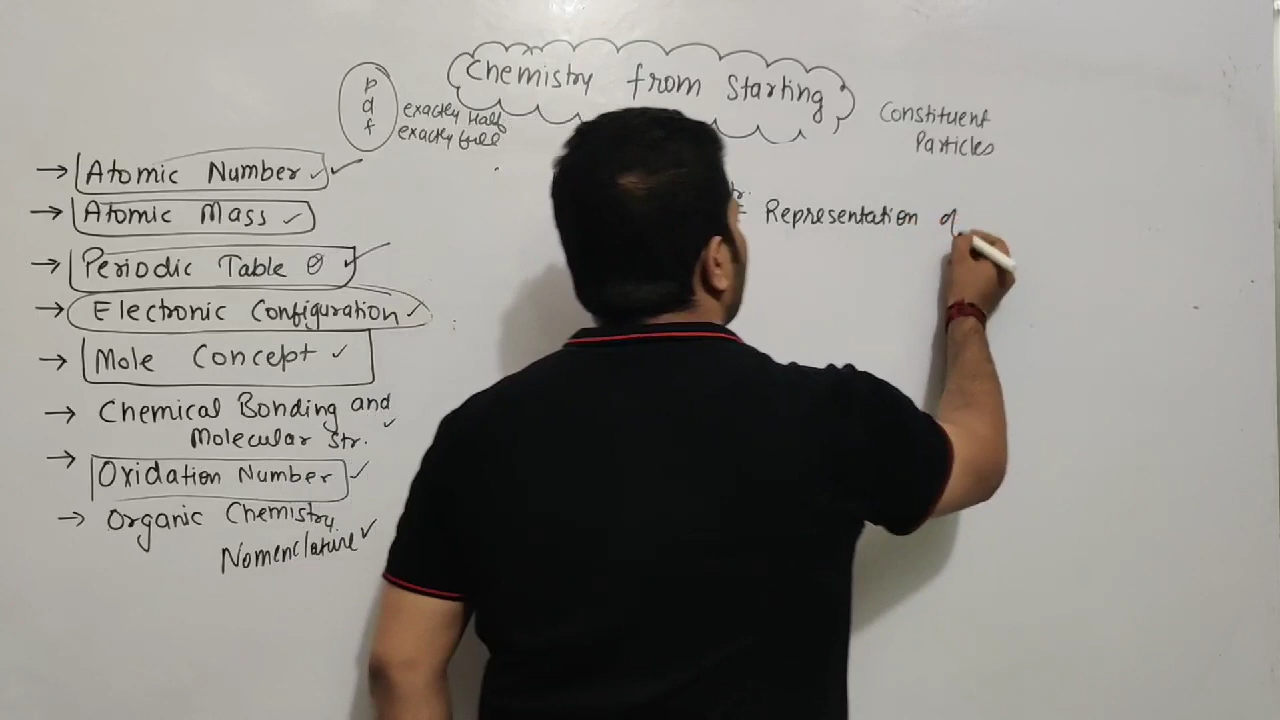 Chemistry from Starting
p
d
f
exactly half
exactly full
Constituent
Particles
→ Atomic Number ✓
→ Atomic Mass ✓
→ Periodic Table ✓
→ Electronic Configuration ✓
→ Mole Concept ✓
→ Chemical Bonding and
Molecular Str. ✓
→ Oxidation Number ✓
→ Organic Chemistry
Nomenclature ✓
= Representation